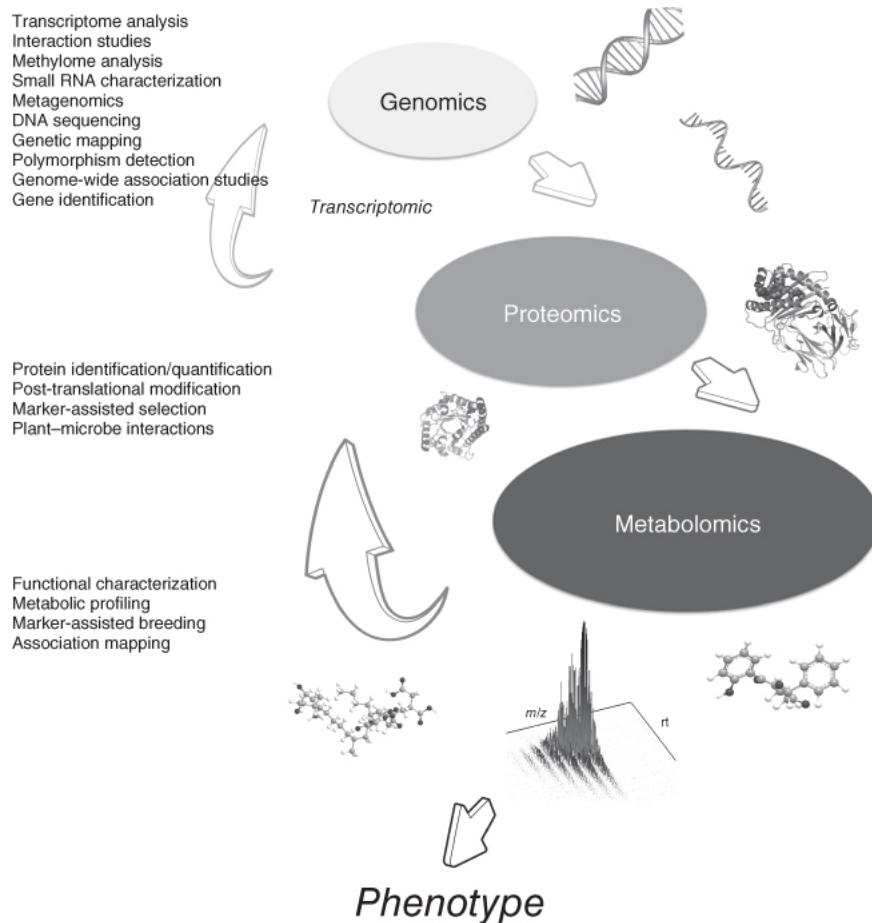 Transcriptome analysis
Interaction studies
Methylome analysis
Small RNA characterization
Metagenomics
DNA sequencing
Genetic mapping
Polymorphism detection
Genome-wide association studies
Gene identification
Genomics
Transcriptomic
Proteomics
Protein identification/quantification
Post-translational modification
Marker-assisted selection
Plant–microbe interactions
Metabolomics
Functional characterization
Metabolic profiling
Marker-assisted breeding
Association mapping
m/z
rt
Phenotype